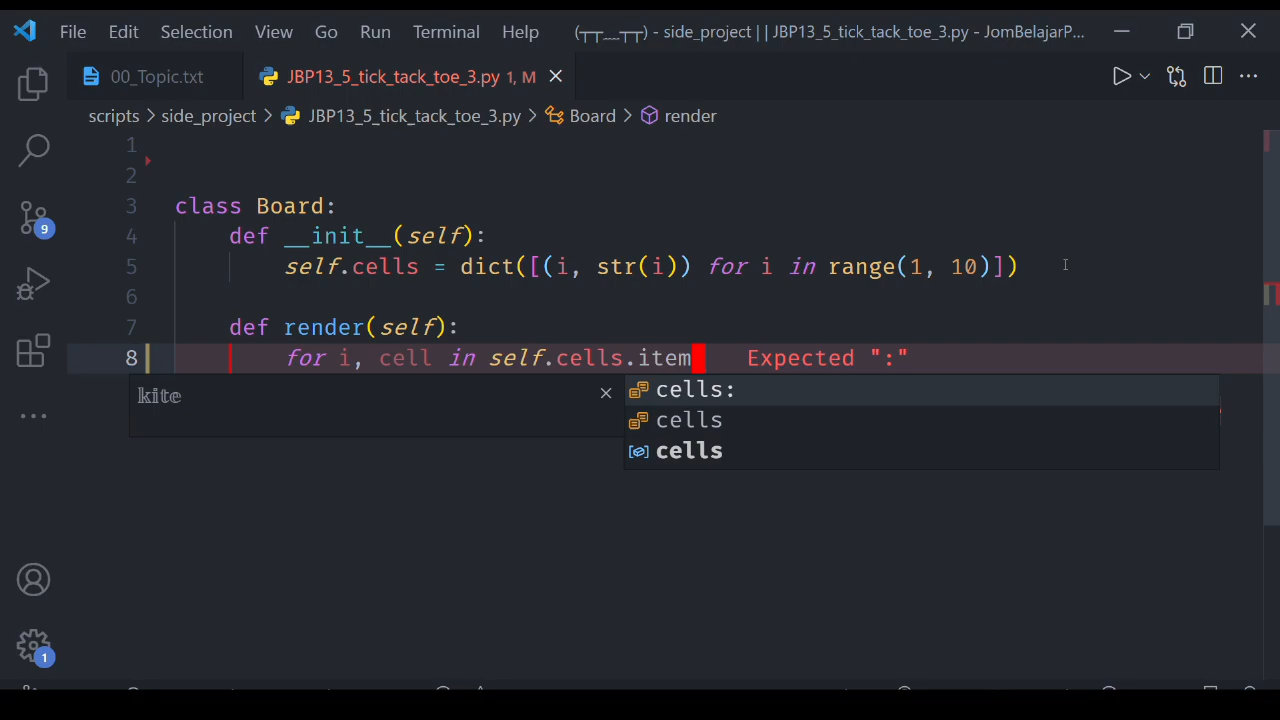 File Edit Selection View Go Run Terminal Help (┬┬﹏┬┬) - side_project || JBP13_5_tick_tack_toe_3.py - JomBelajarP...
00_Topic.txt JBP13_5_tick_tack_toe_3.py 1, M
scripts > side_project > JBP13_5_tick_tack_toe_3.py > Board > render
1
2
3 class Board:
4 def __init__(self):
5 self.cells = dict([(i, str(i)) for i in range(1, 10)])
6
7 def render(self):
8 for i, cell in self.cells.item Expected ":"
kite cells:
cells
cells
9
1